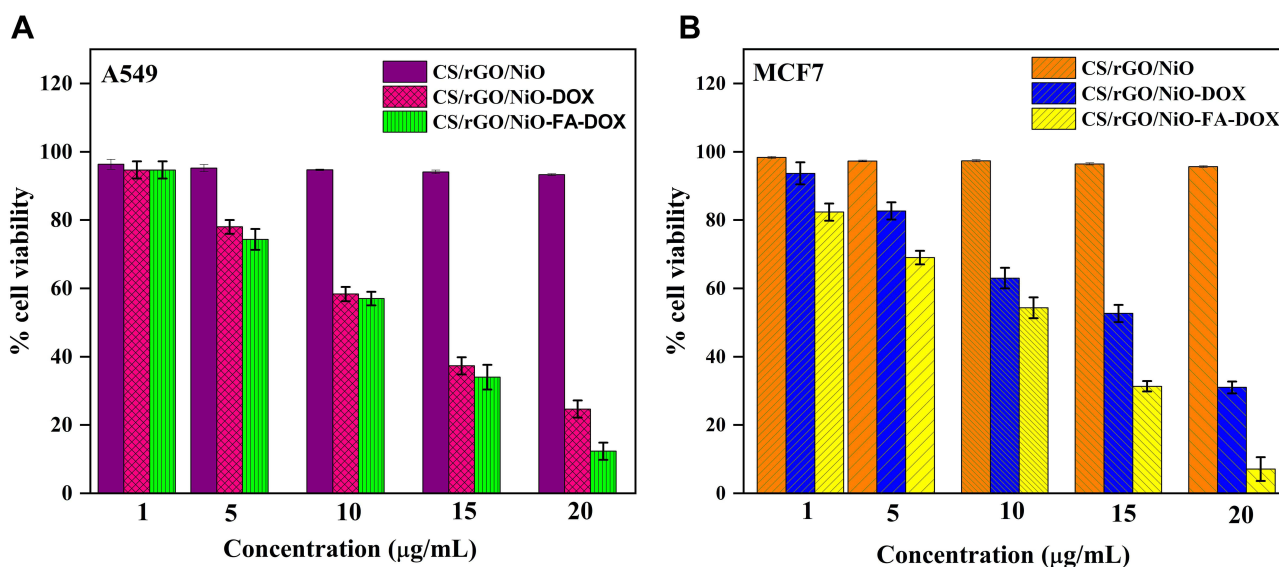 A
A549
CS/rGO/NiO
CS/rGO/NiO-DOX
CS/rGO/NiO-FA-DOX
% cell viability
120
100
80
60
40
20
0
1 5 10 15 20
Concentration (μg/mL)
B
MCF7
CS/rGO/NiO
CS/rGO/NiO-DOX
CS/rGO/NiO-FA-DOX
% cell viability
120
100
80
60
40
20
0
1 5 10 15 20
Concentration (μg/mL)